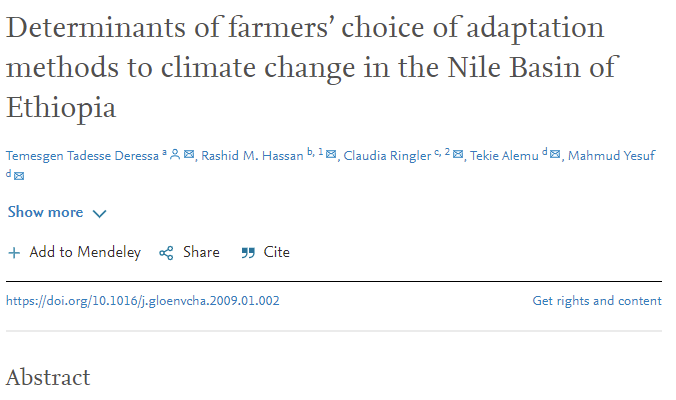 Determinants of farmers’ choice of adaptation
methods to climate change in the Nile Basin of
Ethiopia
Temesgen Tadesse Deressa a, Rashid M. Hassan b, 1, Claudia Ringler c, 2, Tekie Alemu d, Mahmud Yesuf
d
Show more
Add to Mendeley Share Cite
https://doi.org/10.1016/j.gloenvcha.2009.01.002 Get rights and content
Abstract